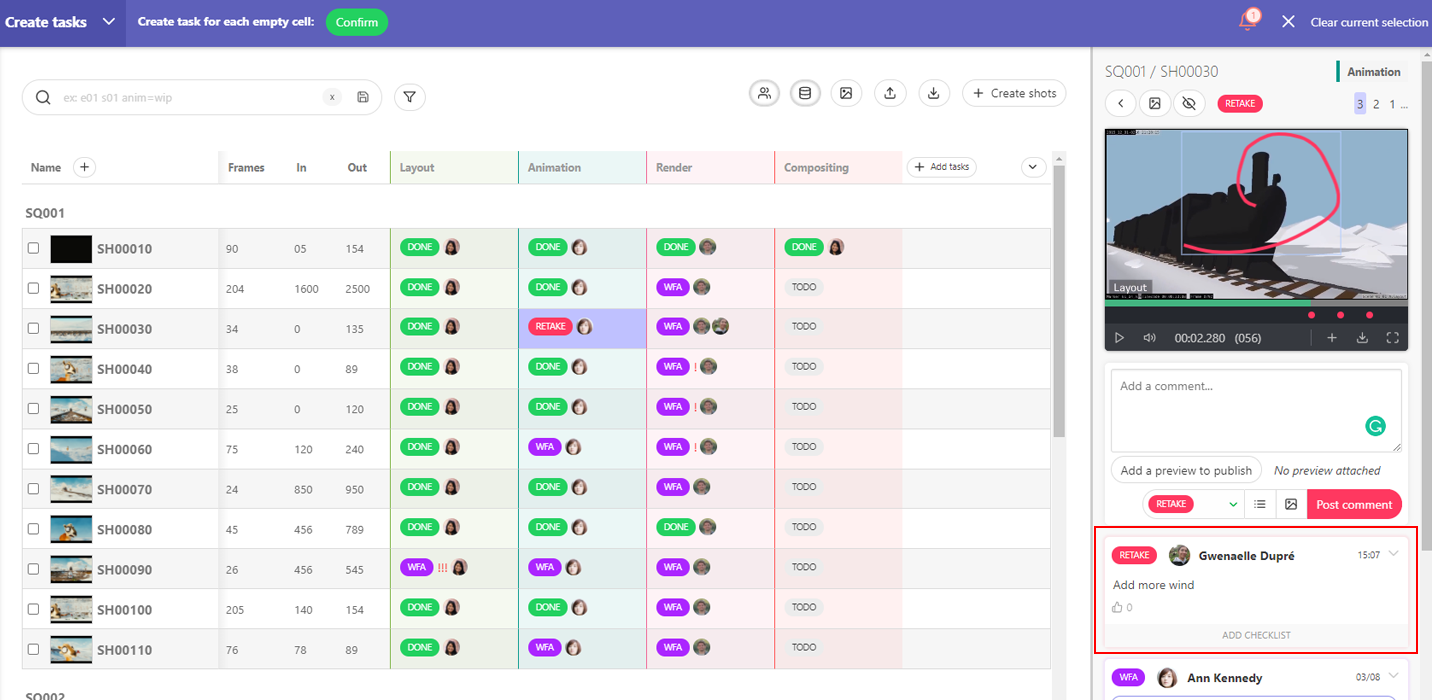 Create tasks
Create task for each empty cell: Confirm
1
Clear current selection
ex: e01 s01 anim=wip x
+ Create shots
Name + Frames In Out Layout Animation Render Compositing + Add tasks
SQ001
SH00010 90 05 154 DONE DONE DONE DONE
SH00020 204 1600 2500 DONE DONE WFA TODO
SH00030 34 0 135 DONE RETAKE WFA TODO
SH00040 38 0 89 DONE DONE WFA ! TODO
SH00050 25 0 120 DONE DONE WFA ! TODO
SH00060 75 120 240 DONE WFA WFA ! TODO
SH00070 24 850 950 DONE DONE WFA TODO
SH00080 45 456 789 DONE DONE DONE TODO
SH00090 26 456 545 WFA !!! WFA WFA TODO
SH00100 205 140 154 DONE DONE WFA TODO
SH00110 76 78 89 DONE WFA WFA TODO
SQ002
SQ001 / SH00030 Animation
RETAKE 3 2 1 ...
Layout
00:02.280 (056)
Add a comment...
Add a preview to publish No preview attached
RETAKE Post comment
RETAKE Gwenaelle Dupré 15:07
Add more wind
0
ADD CHECKLIST
WFA Ann Kennedy 03/08